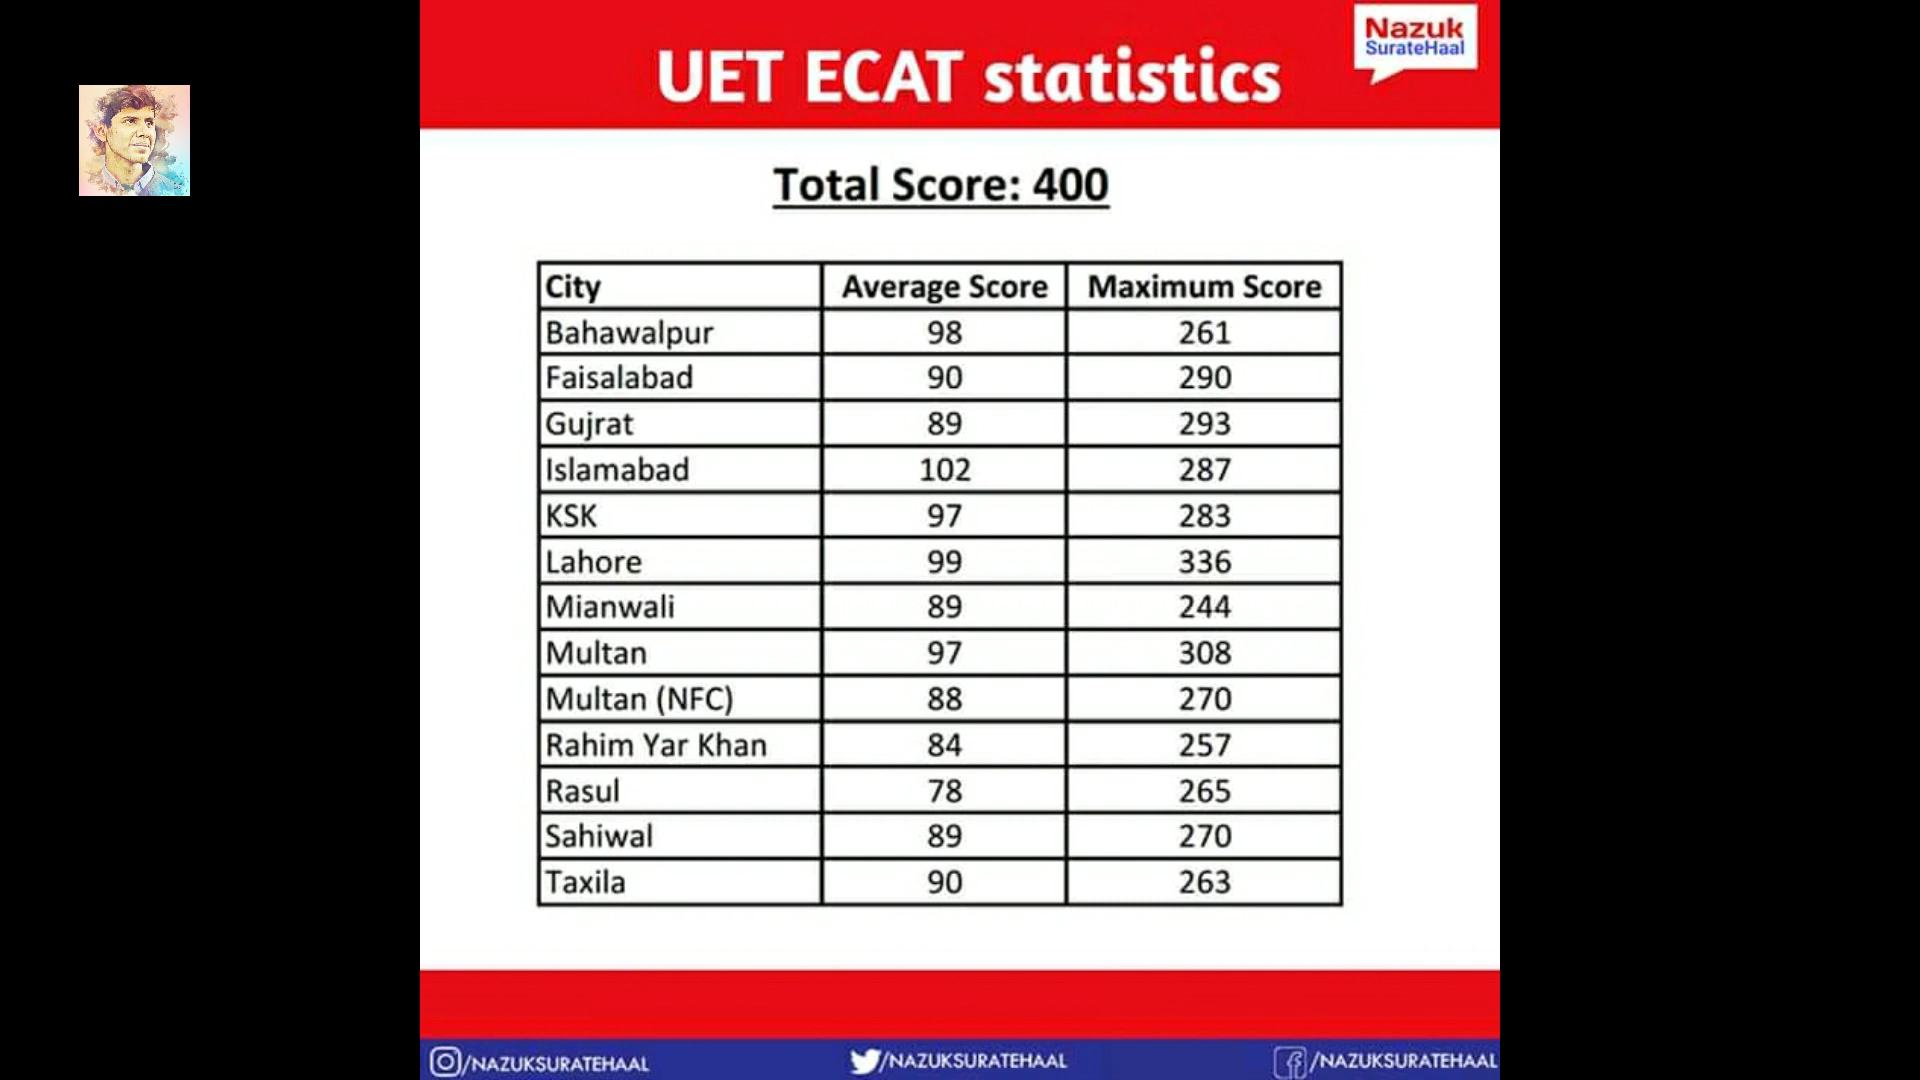 Nazuk
SurateHaal
UET ECAT statistics
Total Score: 400
City Average Score Maximum Score
Bahawalpur 98 261
Faisalabad 90 290
Gujrat 89 293
Islamabad 102 287
KSK 97 283
Lahore 99 336
Mianwali 89 244
Multan 97 308
Multan (NFC) 88 270
Rahim Yar Khan 84 257
Rasul 78 265
Sahiwal 89 270
Taxila 90 263
/NAZUKSURATEHAAL /NAZUKSURATEHAAL /NAZUKSURATEHAAL